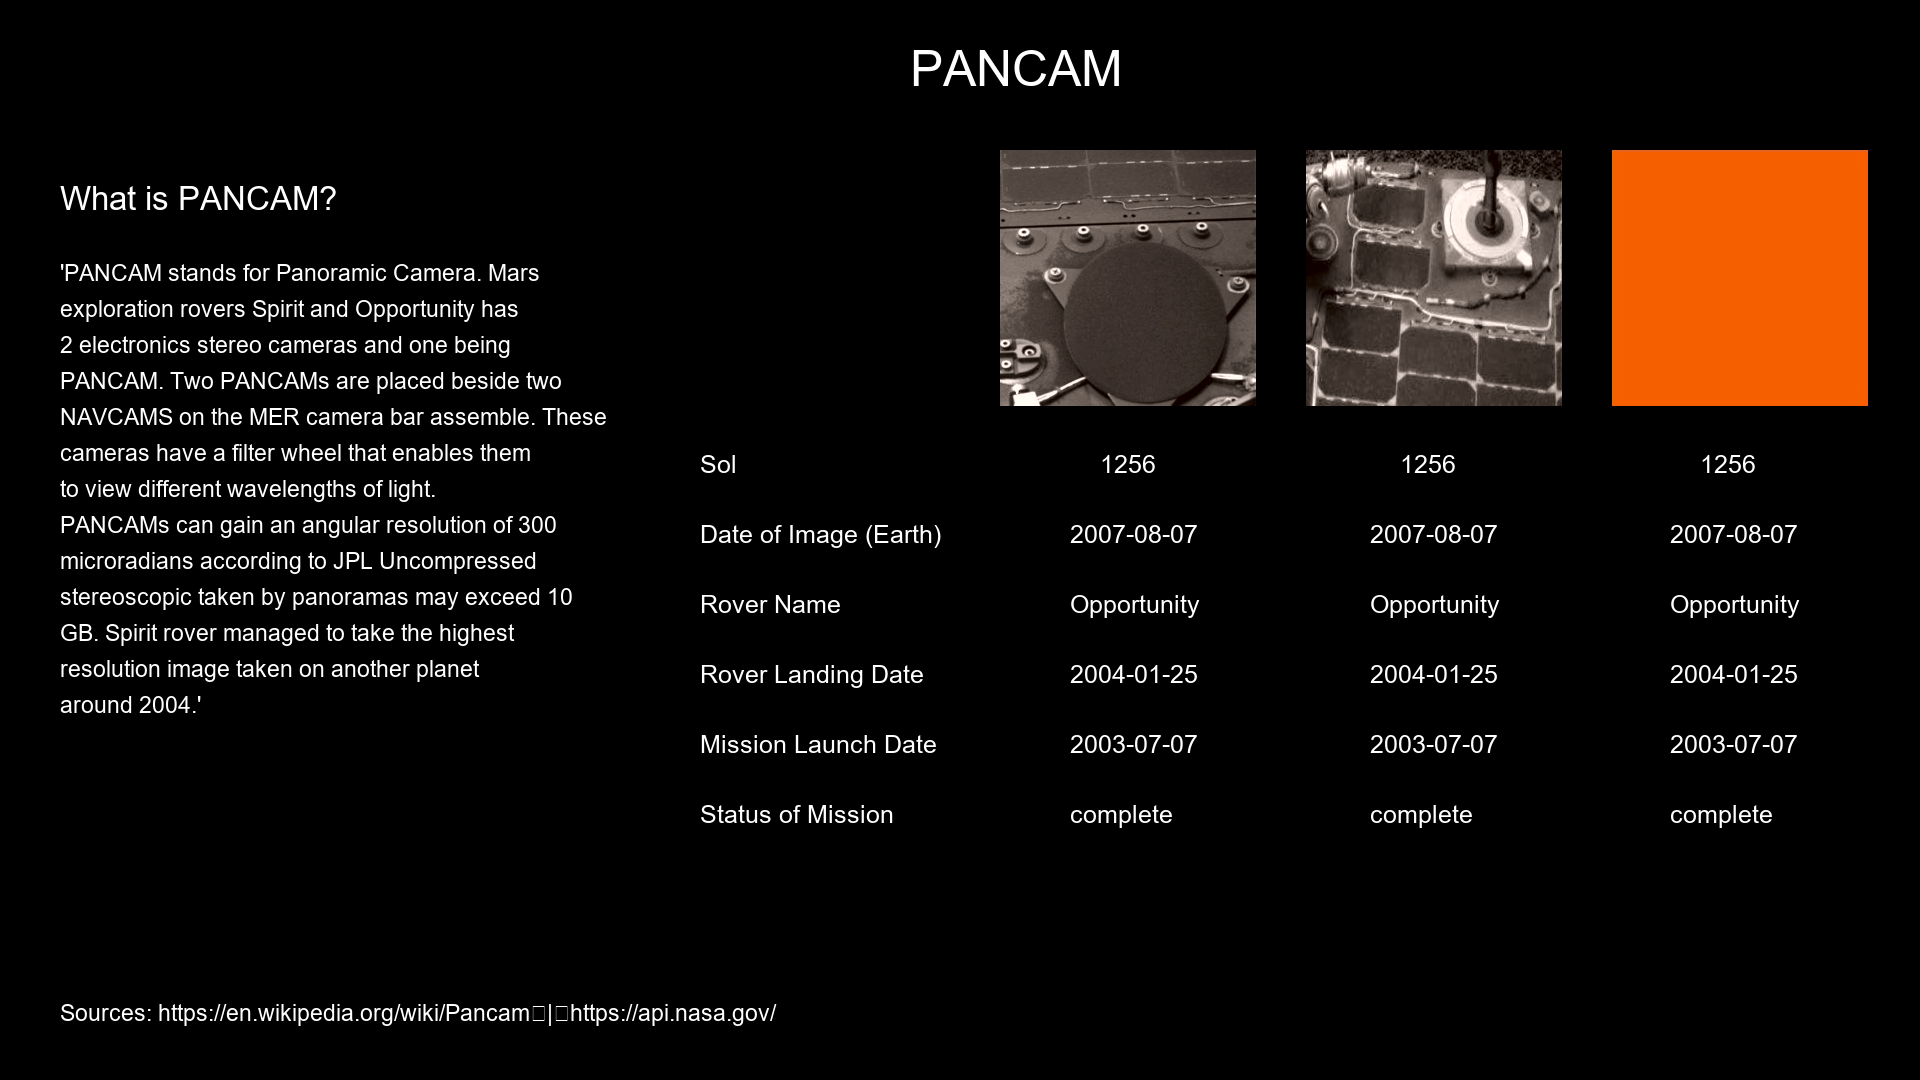 PANCAM
What is PANCAM?
'PANCAM stands for Panoramic Camera. Mars
exploration rovers Spirit and Opportunity has
2 electronics stereo cameras and one being
PANCAM. Two PANCAMs are placed beside two
NAVCAMS on the MER camera bar assemble. These
cameras have a filter wheel that enables them
to view different wavelengths of light.
PANCAMs can gain an angular resolution of 300
microradians according to JPL Uncompressed
stereoscopic taken by panoramas may exceed 10
GB. Spirit rover managed to take the highest
resolution image taken on another planet
around 2004.'
Sol 1256 1256 1256
Date of Image (Earth) 2007-08-07 2007-08-07 2007-08-07
Rover Name Opportunity Opportunity Opportunity
Rover Landing Date 2004-01-25 2004-01-25 2004-01-25
Mission Launch Date 2003-07-07 2003-07-07 2003-07-07
Status of Mission complete complete complete
Sources: https://en.wikipedia.org/wiki/Pancam□|□https://api.nasa.gov/